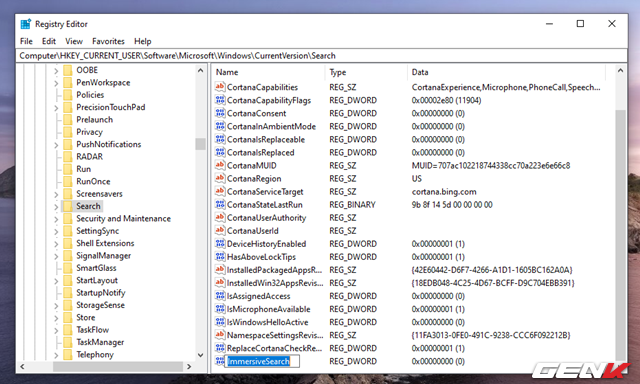 Registry Editor
File Edit View Favorites Help
Computer\HKEY_CURRENT_USER\Software\Microsoft\Windows\CurrentVersion\Search
OOBE
PenWorkspace
Policies
PrecisionTouchPad
Prelaunch
Privacy
PushNotifications
RADAR
Run
RunOnce
Screensavers
Search
Security and Maintenance
SettingSync
Shell Extensions
SignalManager
SmartGlass
StartLayout
StartupNotify
StorageSense
Store
TaskFlow
TaskManager
Telephony
Name Type Data
CortanaCapabilities REG_SZ CortanaExperience,Microphone,PhoneCall,Speech...
CortanaCapabilityFlags REG_DWORD 0x00002e80 (11904)
CortanaConsent REG_DWORD 0x00000000 (0)
CortanaInAmbientMode REG_DWORD 0x00000000 (0)
CortanaIsReplaceable REG_DWORD 0x00000000 (0)
CortanaIsReplaced REG_DWORD 0x00000000 (0)
CortanaMUID REG_SZ MUID=707ac102218744338cc70a223e6e66c8
CortanaRegion REG_SZ US
CortanaServiceTarget REG_SZ cortana.bing.com
CortanaStateLastRun REG_BINARY 9b 8f 14 5d 00 00 00 00
CortanaUserAuthority REG_SZ
CortanaUserId REG_SZ
DeviceHistoryEnabled REG_DWORD 0x00000001 (1)
HasAboveLockTips REG_DWORD 0x00000001 (1)
InstalledPackagedAppsR... REG_SZ {42E60442-D6F7-4266-A1D1-1605BC162A0A}
InstalledWin32AppsRevis... REG_SZ {18EDB048-4C25-4D67-BCFF-D9C704EBB391}
IsAssignedAccess REG_DWORD 0x00000000 (0)
IsMicrophoneAvailable REG_DWORD 0x00000001 (1)
IsWindowsHelloActive REG_DWORD 0x00000000 (0)
NamespaceSettingsRevis... REG_SZ {11FA3013-0FE0-491C-9238-CCC6F092212B}
ReplaceCortanaCheckRe... REG_DWORD 0x00000001 (1)
ImmersiveSearch REG_DWORD 0x00000000 (0)
GENK